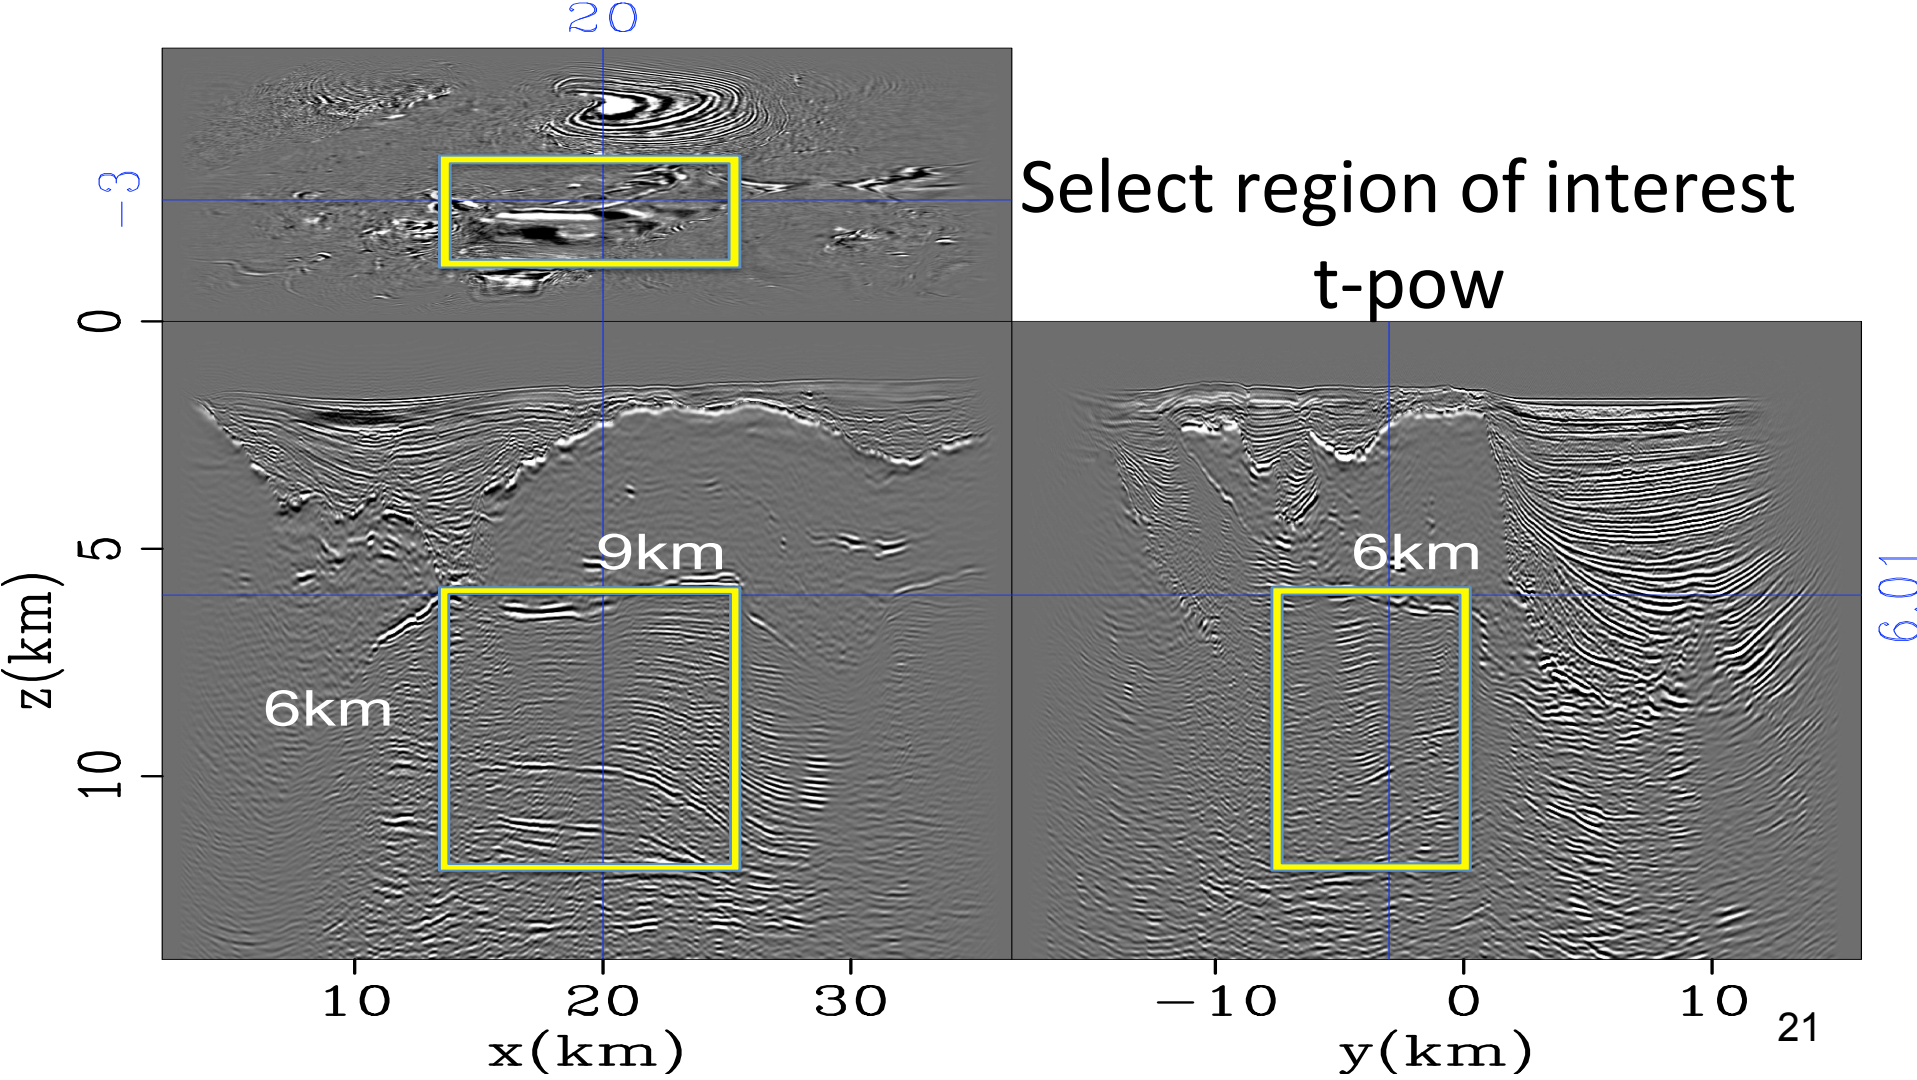 20
−3
Select region of interest
t-pow
0
5
10
z(km)
9km
6km
6km
6.01
10 20 30
x(km)
−10 0 10
y(km)
21